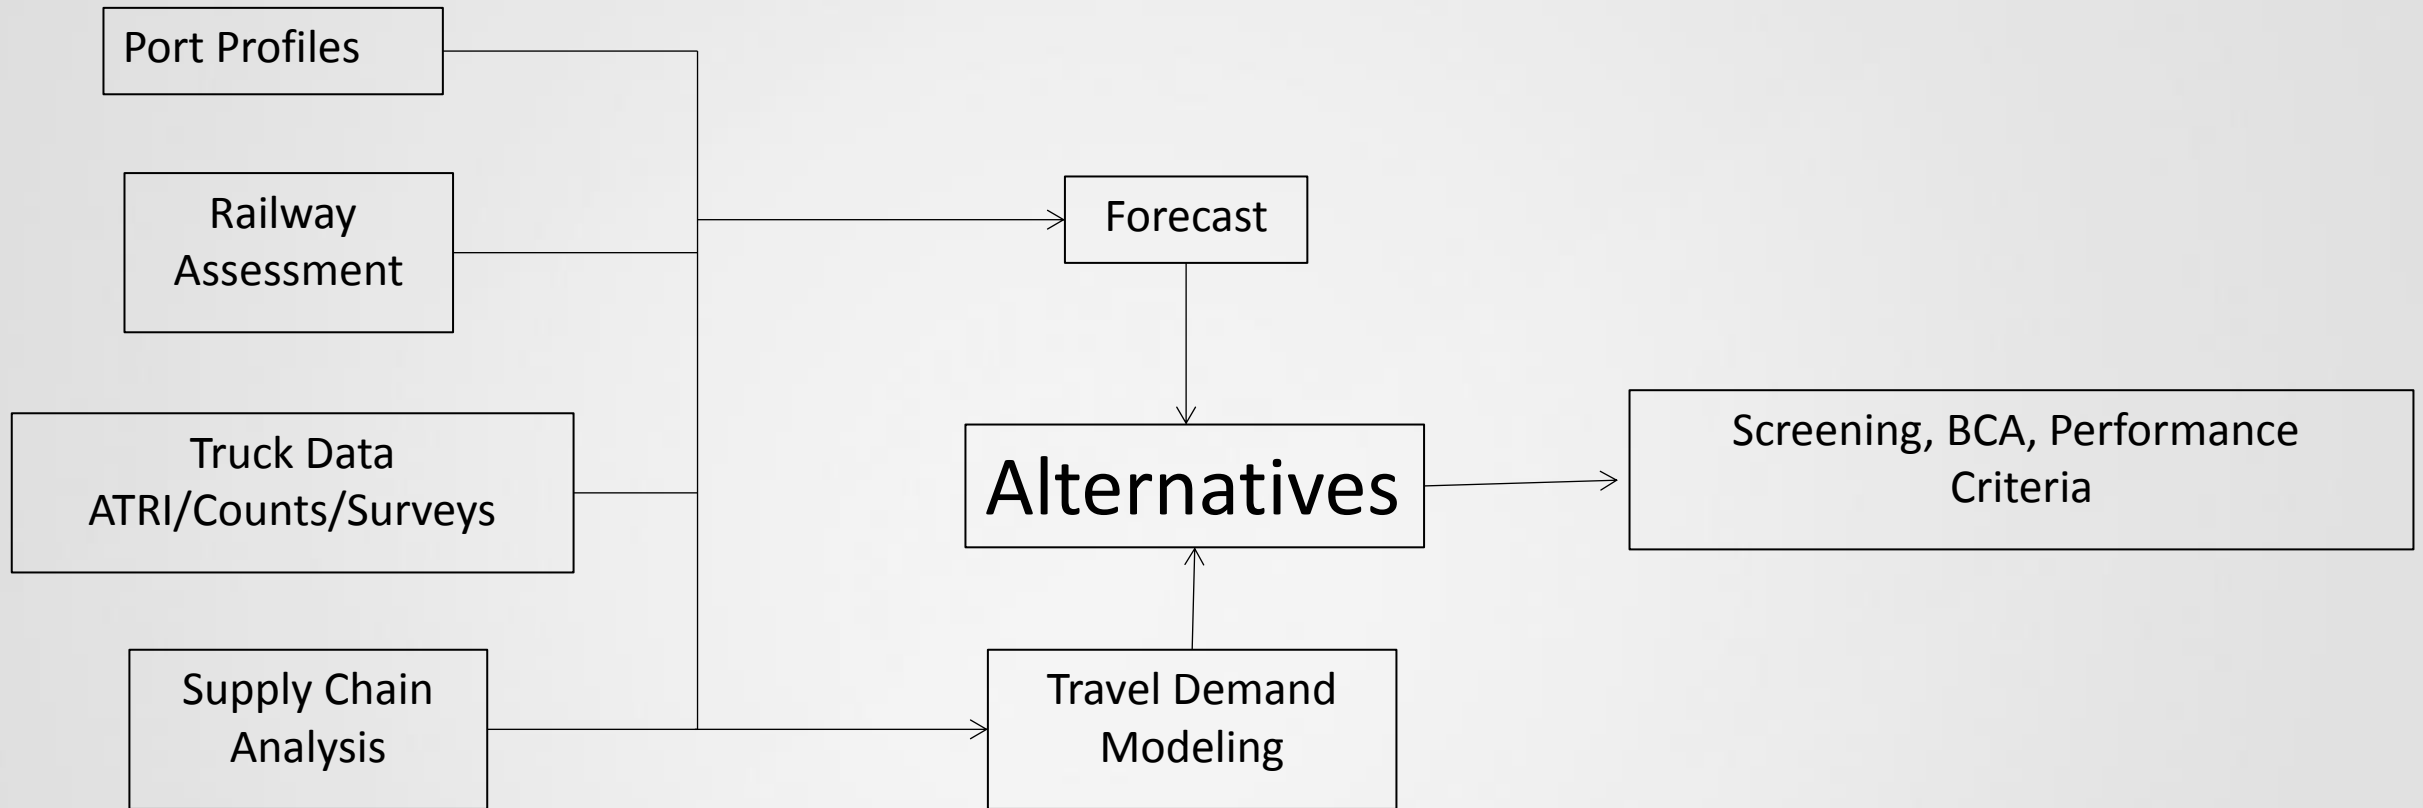 Port Profiles
Railway
Assessment
Forecast
Truck Data
ATRI/Counts/Surveys
Alternatives
Screening, BCA, Performance
Criteria
Supply Chain
Analysis
Travel Demand
Modeling